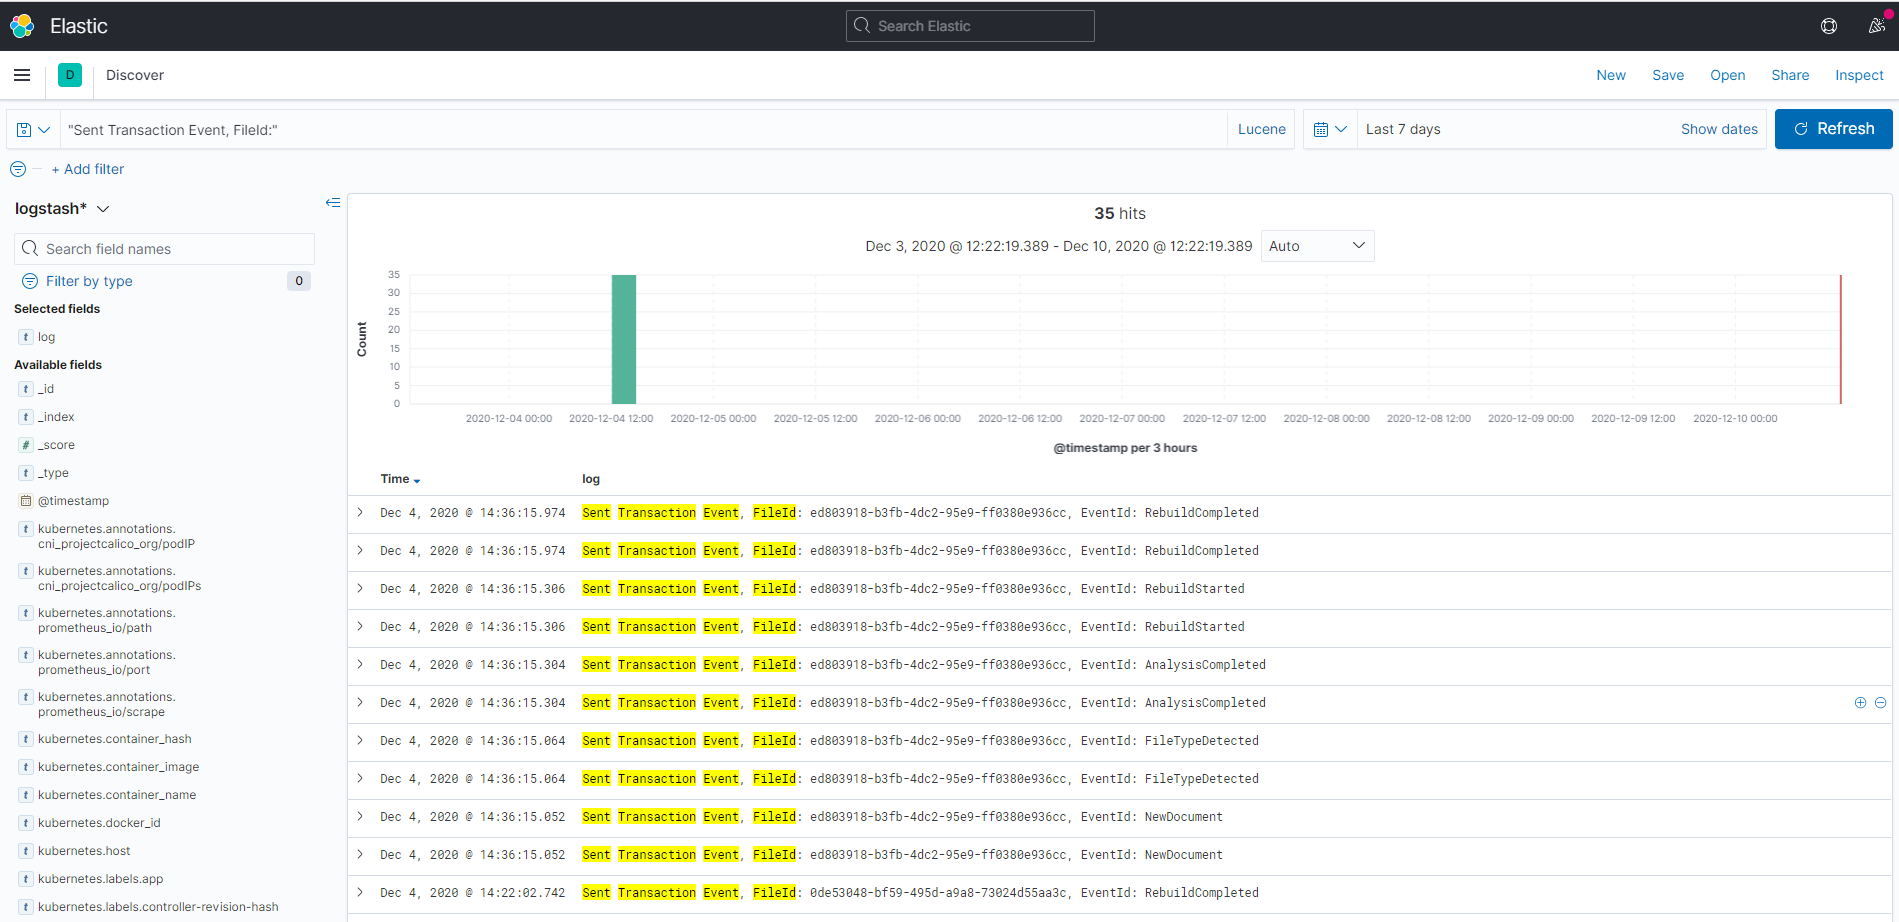 Elastic
Search Elastic
D
Discover
New Save Open Share Inspect
"Sent Transaction Event, FileId:"
Lucene
Last 7 days
Show dates
Refresh
+ Add filter
logstash*
Search field names
Filter by type
0
Selected fields
t log
Available fields
t _id
t _index
# _score
t _type
@timestamp
t kubernetes.annotations.
cni_projectcalico_org/podIP
t kubernetes.annotations.
cni_projectcalico_org/podIPs
t kubernetes.annotations.
prometheus_io/path
t kubernetes.annotations.
prometheus_io/port
t kubernetes.annotations.
prometheus_io/scrape
t kubernetes.container_hash
t kubernetes.container_image
t kubernetes.container_name
t kubernetes.docker_id
t kubernetes.host
t kubernetes.labels.app
t kubernetes.labels.controller-revision-hash
35 hits
Dec 3, 2020 @ 12:22:19.389 - Dec 10, 2020 @ 12:22:19.389
Auto
Count
35
30
25
20
15
10
5
0
2020-12-04 00:00 2020-12-04 12:00 2020-12-05 00:00 2020-12-05 12:00 2020-12-06 00:00 2020-12-06 12:00 2020-12-07 00:00 2020-12-07 12:00 2020-12-08 00:00 2020-12-08 12:00 2020-12-09 00:00 2020-12-09 12:00 2020-12-10 00:00
@timestamp per 3 hours
Time log
Dec 4, 2020 @ 14:36:15.974 Sent Transaction Event, FileId: ed803918-b3fb-4dc2-95e9-ff0380e936cc, EventId: RebuildCompleted
Dec 4, 2020 @ 14:36:15.974 Sent Transaction Event, FileId: ed803918-b3fb-4dc2-95e9-ff0380e936cc, EventId: RebuildCompleted
Dec 4, 2020 @ 14:36:15.306 Sent Transaction Event, FileId: ed803918-b3fb-4dc2-95e9-ff0380e936cc, EventId: RebuildStarted
Dec 4, 2020 @ 14:36:15.306 Sent Transaction Event, FileId: ed803918-b3fb-4dc2-95e9-ff0380e936cc, EventId: RebuildStarted
Dec 4, 2020 @ 14:36:15.304 Sent Transaction Event, FileId: ed803918-b3fb-4dc2-95e9-ff0380e936cc, EventId: AnalysisCompleted
Dec 4, 2020 @ 14:36:15.304 Sent Transaction Event, FileId: ed803918-b3fb-4dc2-95e9-ff0380e936cc, EventId: AnalysisCompleted
Dec 4, 2020 @ 14:36:15.064 Sent Transaction Event, FileId: ed803918-b3fb-4dc2-95e9-ff0380e936cc, EventId: FileTypeDetected
Dec 4, 2020 @ 14:36:15.064 Sent Transaction Event, FileId: ed803918-b3fb-4dc2-95e9-ff0380e936cc, EventId: FileTypeDetected
Dec 4, 2020 @ 14:36:15.052 Sent Transaction Event, FileId: ed803918-b3fb-4dc2-95e9-ff0380e936cc, EventId: NewDocument
Dec 4, 2020 @ 14:36:15.052 Sent Transaction Event, FileId: ed803918-b3fb-4dc2-95e9-ff0380e936cc, EventId: NewDocument
Dec 4, 2020 @ 14:22:02.742 Sent Transaction Event, FileId: 0de53048-bf59-495d-a9a8-73024d55aa3c, EventId: RebuildCompleted